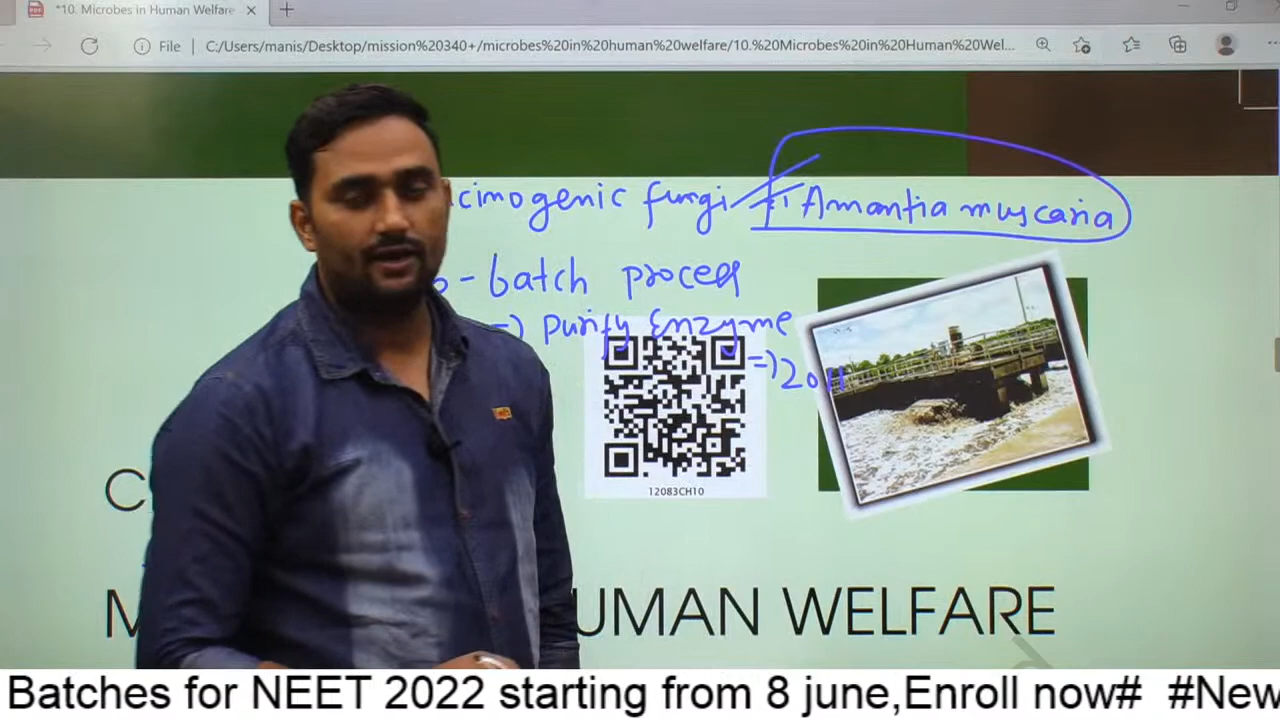 *10. Microbes in Human Welfare
File
C:/Users/manis/Desktop/mission%20340+/microbes%20in%20human%20welfare/10.%20Microbes%20in%20Human%20Wel...
cinogenic fungi Amantia muscaria
- batch process
=) Purify Enzyme
=) 2011
12083CH10
C
M UMAN WELFARE
Batches for NEET 2022 starting from 8 june,Enroll now# #New